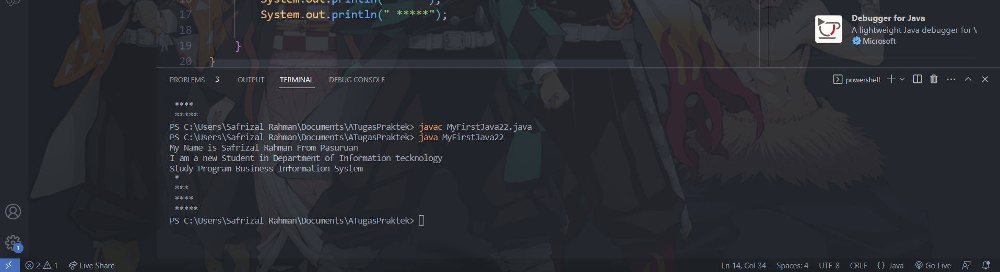 System.out.println("
17 System.out.println(" *****");
18
19 }
20 }
Debugger for Java
A lightweight Java debugger for V
Microsoft
PROBLEMS 3 OUTPUT TERMINAL DEBUG CONSOLE powershell
****
*****
PS C:\Users\Safrizal Rahman\Documents\ATugasPraktek> javac MyFirstJava22.java
PS C:\Users\Safrizal Rahman\Documents\ATugasPraktek> java MyFirstJava22
My Name is Safrizal Rahman From Pasuruan
I am a new Student in Department of Information tecknology
Study Program Business Information System
*
***
****
*****
PS C:\Users\Safrizal Rahman\Documents\ATugasPraktek>
1
2 1 Live Share Ln 14, Col 34 Spaces: 4 UTF-8 CRLF {} Java Go Live